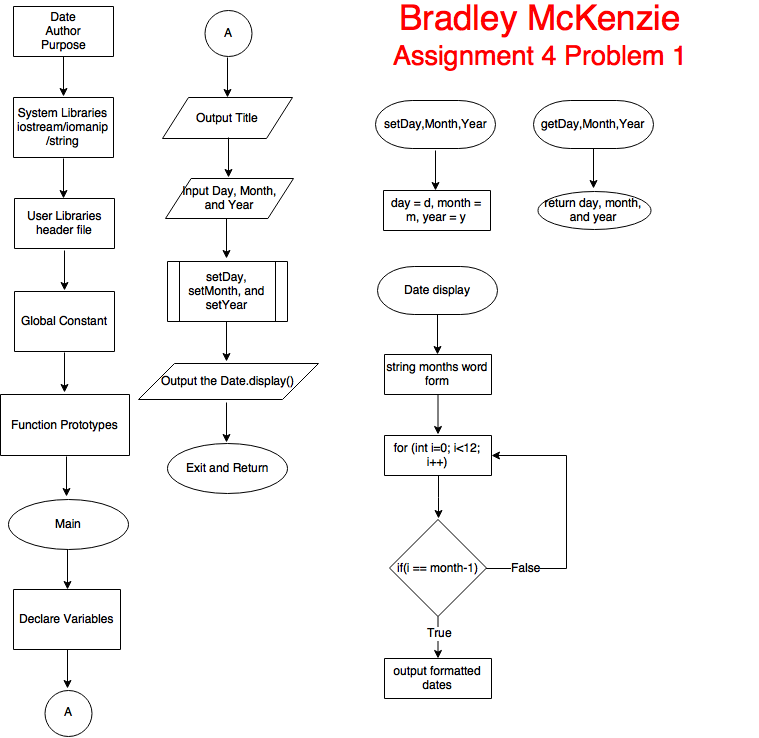 Bradley McKenzie
Assignment 4 Problem 1
Date
Author
Purpose
System Libraries
iostream/iomanip
/string
User Libraries
header file
Global Constant
Function Prototypes
Main
Declare Variables
A
A
Output Title
Input Day, Month,
and Year
setDay,
setMonth, and
setYear
Output the Date.display()
Exit and Return
setDay,Month,Year
day = d, month =
m, year = y
getDay,Month,Year
return day, month,
and year
Date display
string months word
form
for (int i=0; i<12;
i++)
if(i == month-1)
False
True
output formatted
dates